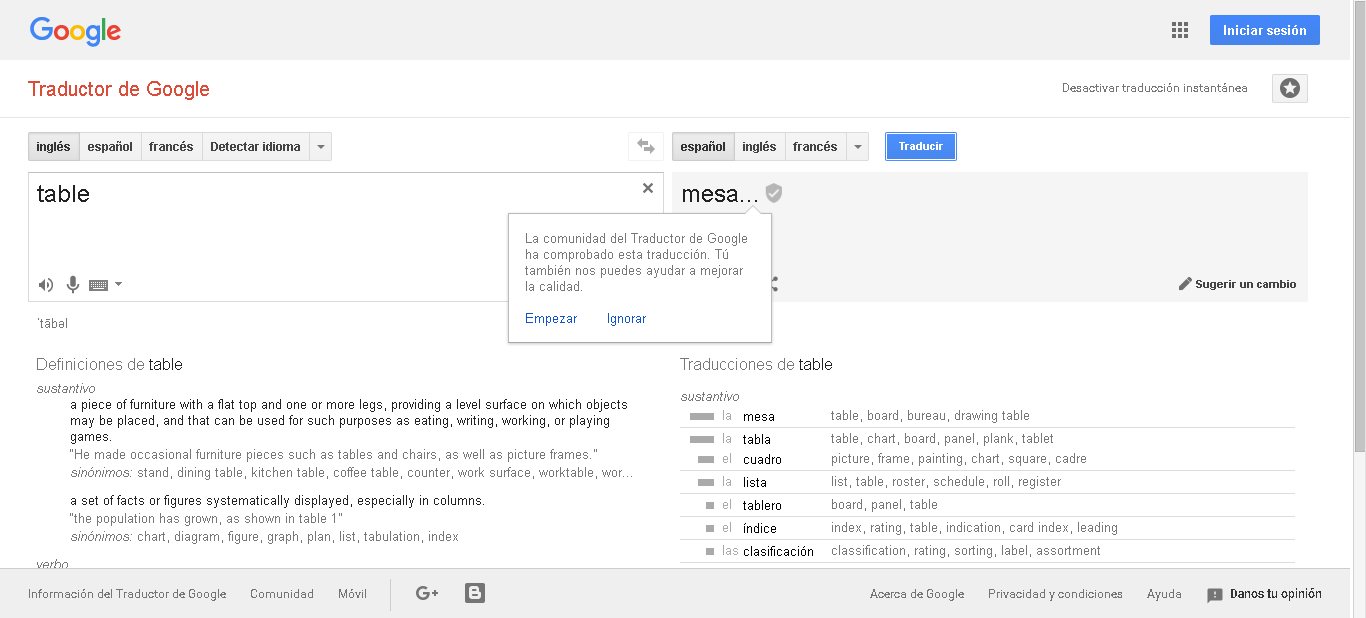 Google
Iniciar sesión
Traductor de Google
Desactivar traducción instantánea
inglés español francés Detectar idioma
español inglés francés Traducir
table
mesa...
La comunidad del Traductor de Google
ha comprobado esta traducción. Tú
también nos puedes ayudar a mejorar
la calidad.
Empezar Ignorar
Sugerir un cambio
ˈtābəl
Definiciones de table
sustantivo
a piece of furniture with a flat top and one or more legs, providing a level surface on which objects
may be placed, and that can be used for such purposes as eating, writing, working, or playing
games.
"He made occasional furniture pieces such as tables and chairs, as well as picture frames."
sinónimos: stand, dining table, kitchen table, coffee table, counter, work surface, worktable, wor...
a set of facts or figures systematically displayed, especially in columns.
"the population has grown, as shown in table 1"
sinónimos: chart, diagram, figure, graph, plan, list, tabulation, index
verbo
Traducciones de table
sustantivo
la mesa table, board, bureau, drawing table
la tabla table, chart, board, panel, plank, tablet
el cuadro picture, frame, painting, chart, square, cadre
la lista list, table, roster, schedule, roll, register
el tablero board, panel, table
el índice index, rating, table, indication, card index, leading
las clasificación classification, rating, sorting, label, assortment
Información del Traductor de Google Comunidad Móvil G+ B
Acerca de Google Privacidad y condiciones Ayuda Danos tu opinión